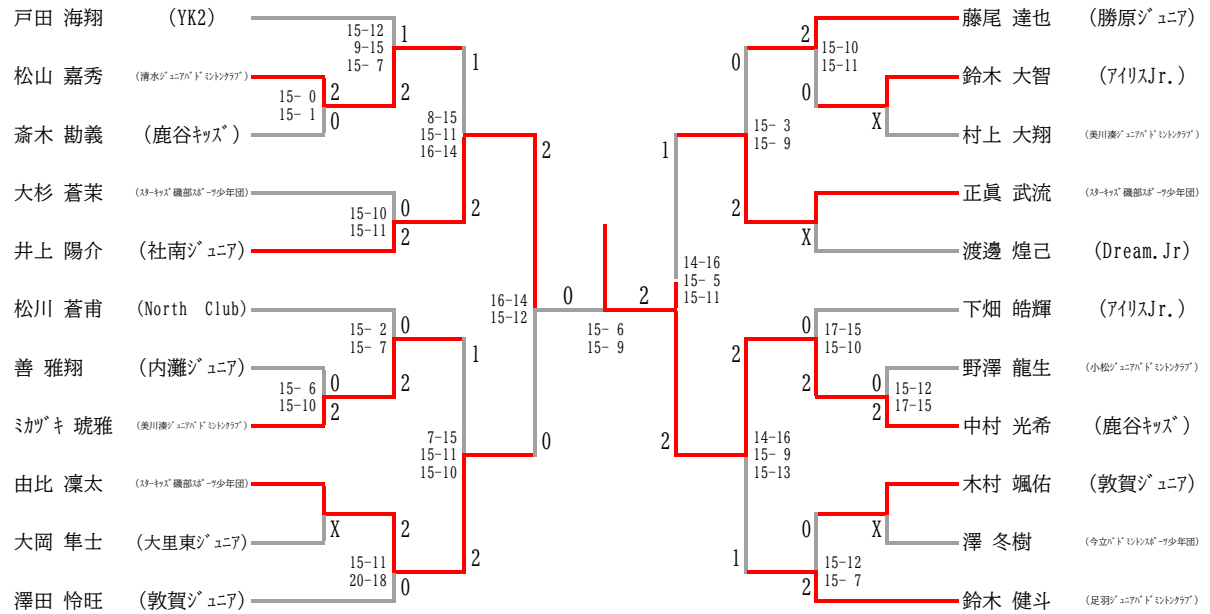 戸田 海翔 (YK2)
松山 嘉秀 (清水ジュニアバドミントンクラブ)
斎木 勘義 (鹿谷キッズ)
大杉 蒼茉 (スターキッズ磯部スポーツ少年団)
井上 陽介 (社南ジュニア)
松川 蒼甫 (North Club)
善 雅翔 (内灘ジュニア)
ミカヅキ 琥雅 (美川湊ジュニアバドミントンクラブ)
由比 凜太 (スターキッズ磯部スポーツ少年団)
大岡 隼士 (大里東ジュニア)
澤田 怜旺 (敦賀ジュニア)
15-12
9-15
15- 7
1
2
15- 0
15- 1
2
0
15-10
15-11
0
2
8-15
15-11
16-14
1
2
15- 2
15- 7
0
2
15- 6
15-10
0
2
X
15-11
20-18
2
0
7-15
15-11
15-10
1
2
16-14
15-12
2
0
0
2
15- 6
15- 9
14-16
15- 5
15-11
1
2
15- 3
15- 9
0
2
15-10
15-11
2
0
X
X
14-16
15- 9
15-13
2
1
17-15
15-10
0
2
15-12
17-15
0
2
X
15-12
15- 7
0
2
藤尾 達也 (勝原ジュニア)
鈴木 大智 (アイリスJr.)
村上 大翔 (美川湊ジュニアバドミントンクラブ)
正眞 武流 (スターキッズ磯部スポーツ少年団)
渡邊 煌己 (Dream.Jr)
下畑 皓輝 (アイリスJr.)
野澤 龍生 (小松ジュニアバドミントンクラブ)
中村 光希 (鹿谷キッズ)
木村 颯佑 (敦賀ジュニア)
澤 冬樹 (今立バドミントンスポーツ少年団)
鈴木 健斗 (足羽ジュニアバドミントンクラブ)